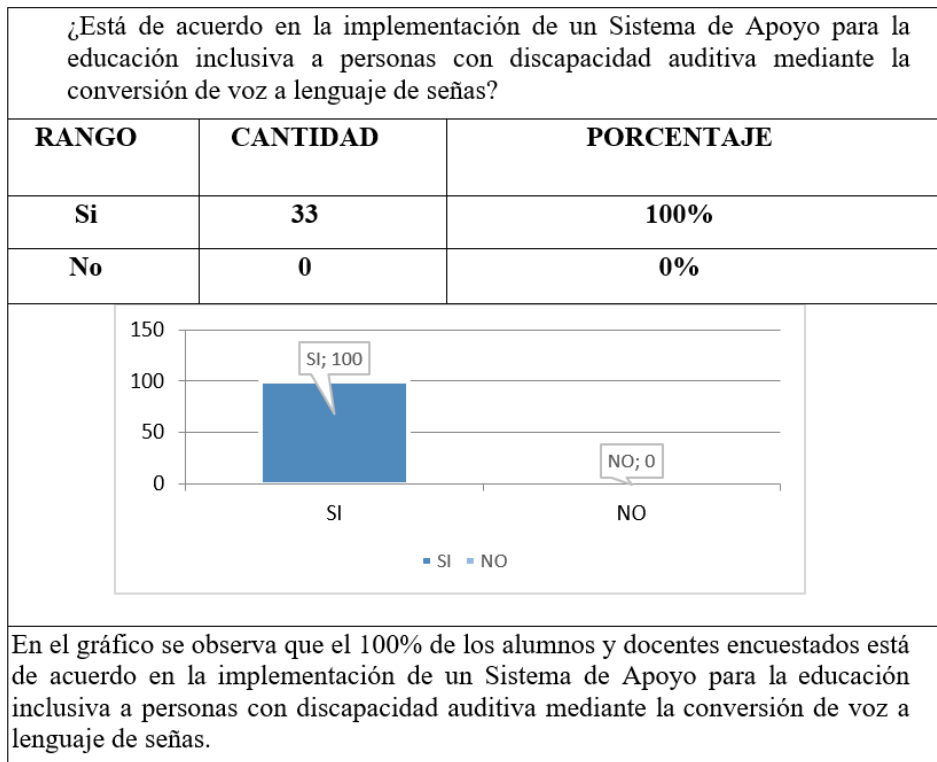 ¿Está de acuerdo en la implementación de un Sistema de Apoyo para la
educación inclusiva a personas con discapacidad auditiva mediante la
conversión de voz a lenguaje de señas?
RANGO CANTIDAD PORCENTAJE
Si 33 100%
No 0 0%
150
SI; 100
100
50
NO; 0
0
SI NO
SI NO
En el gráfico se observa que el 100% de los alumnos y docentes encuestados está
de acuerdo en la implementación de un Sistema de Apoyo para la educación
inclusiva a personas con discapacidad auditiva mediante la conversión de voz a
lenguaje de señas.